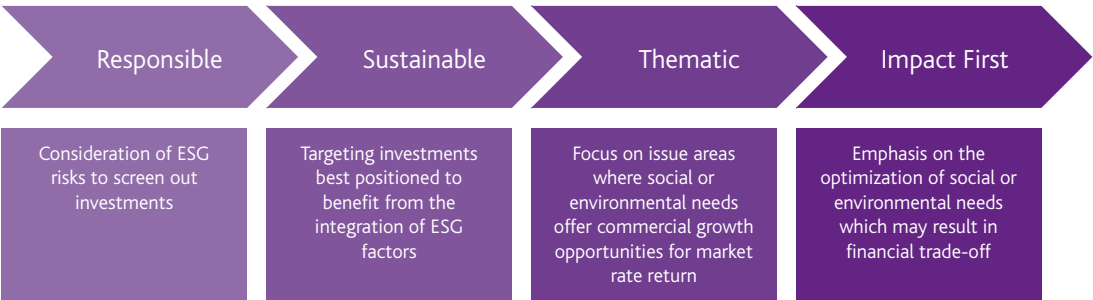 Responsible
Sustainable
Thematic
Impact First
Consideration of ESG
risks to screen out
investments
Targeting investments
best positioned to
benefit from the
integration of ESG
factors
Focus on issue areas
where social or
environmental needs
offer commercial growth
opportunities for market
rate return
Emphasis on the
optimization of social or
environmental needs
which may result in
financial trade-off